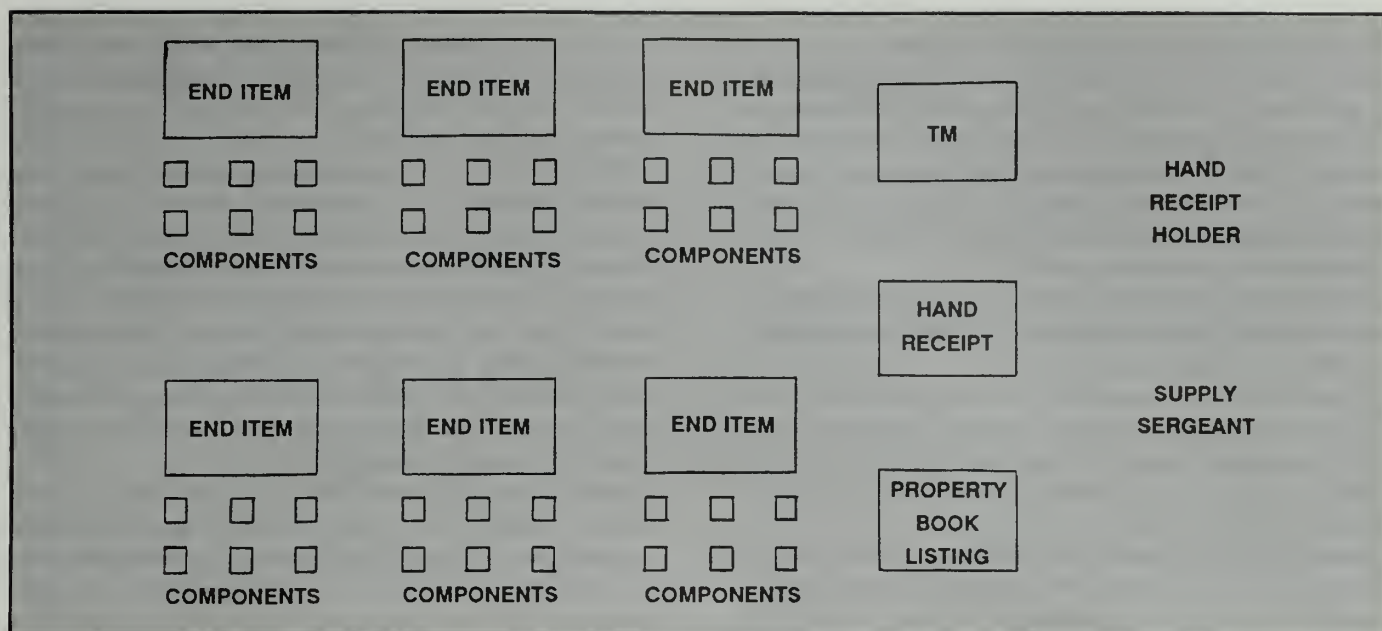 END ITEM
END ITEM
END ITEM
TM
COMPONENTS
COMPONENTS
COMPONENTS
HAND
RECEIPT
HOLDER
HAND
RECEIPT
END ITEM
END ITEM
END ITEM
SUPPLY
SERGEANT
COMPONENTS
COMPONENTS
COMPONENTS
PROPERTY
BOOK
LISTING